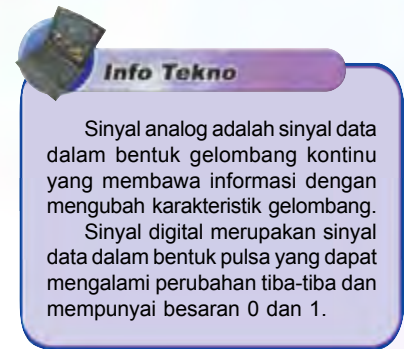 Info Tekno
Sinyal analog adalah sinyal data
dalam bentuk gelombang kontinu
yang membawa informasi dengan
mengubah karakteristik gelombang.
Sinyal digital merupakan sinyal
data dalam bentuk pulsa yang dapat
mengalami perubahan tiba-tiba dan
mempunyai besaran 0 dan 1.